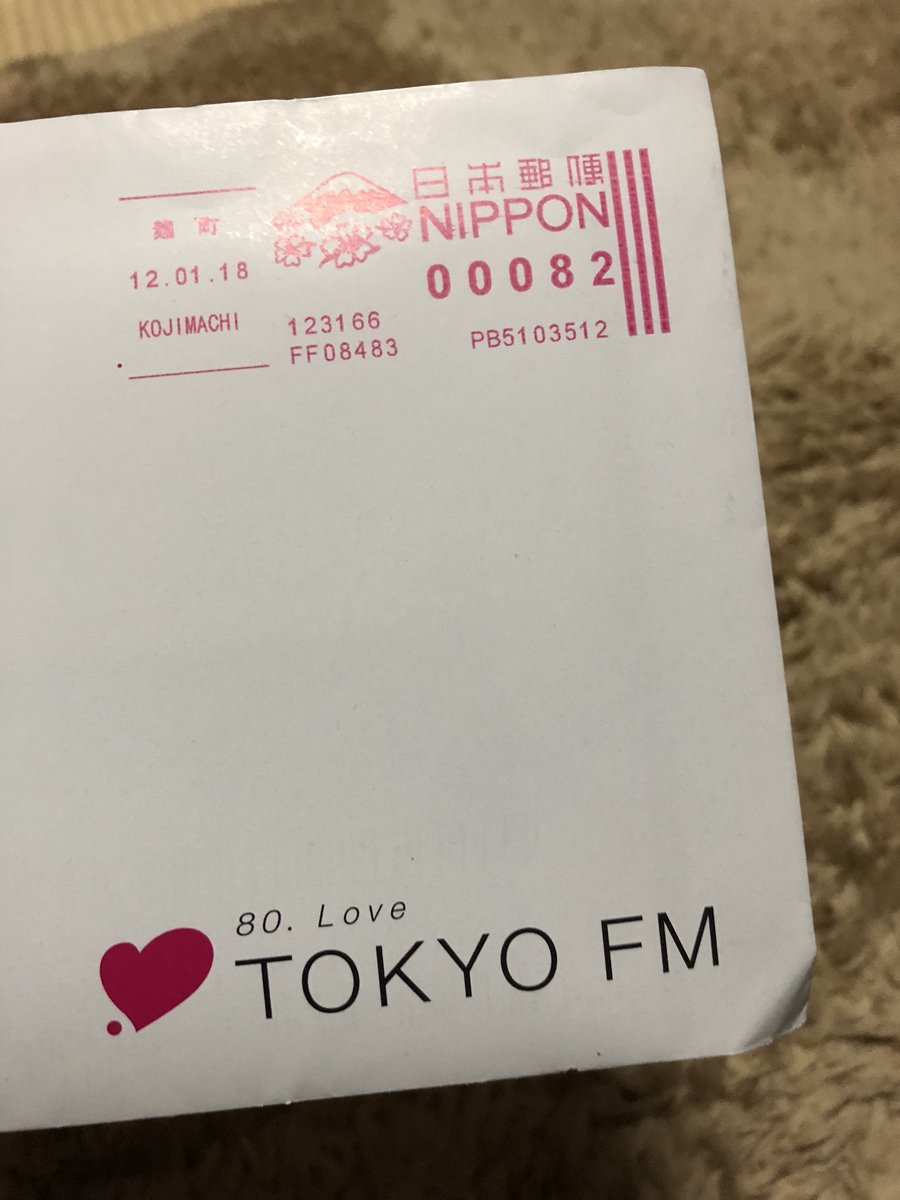 日本郵便
NIPPON
00082
麹町
12.01.18
KOJIMACHI
123166
FF08483
PB5103512
80. Love
TOKYO FM